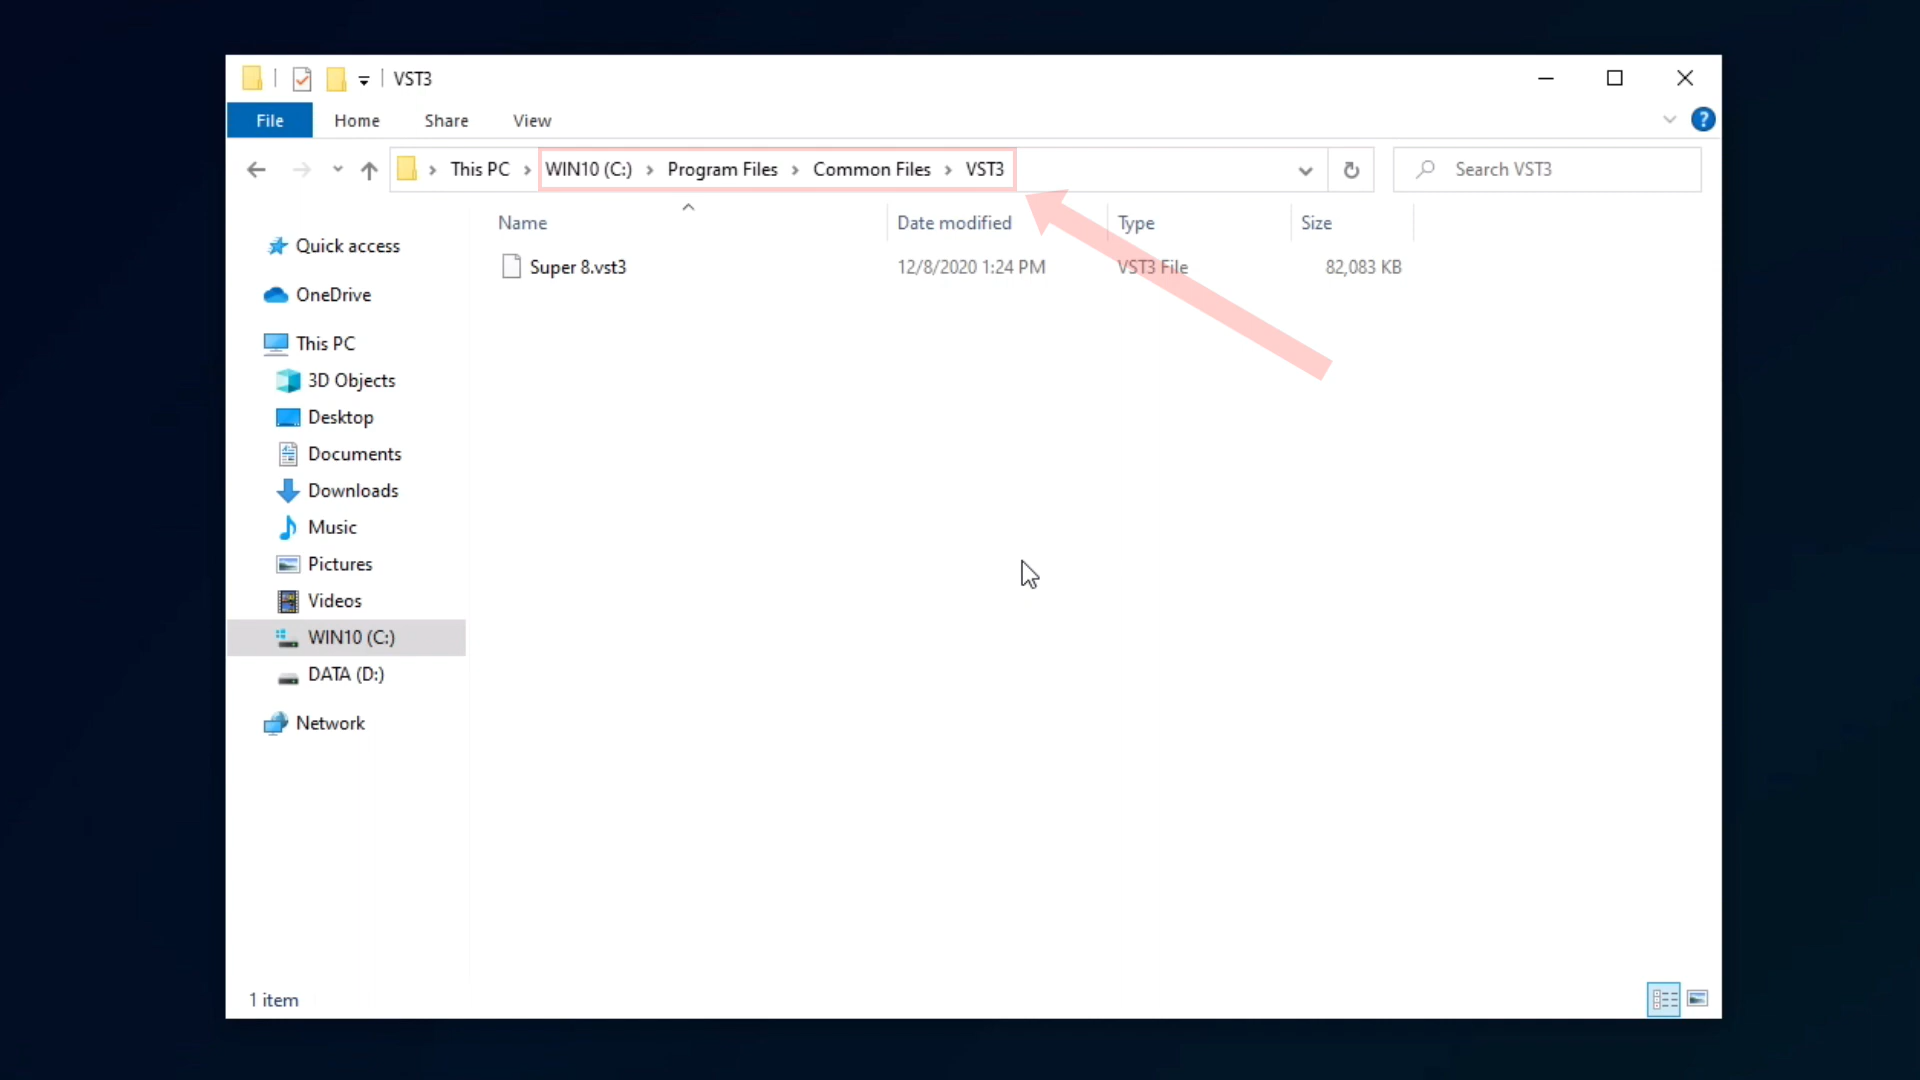 VST3
File Home Share View
?
This PC WIN10 (C:) Program Files Common Files VST3
Search VST3
Name Date modified Type Size
Super 8.vst3 12/8/2020 1:24 PM VST3 File 82,083 KB
Quick access
OneDrive
This PC
3D Objects
Desktop
Documents
Downloads
Music
Pictures
Videos
WIN10 (C:)
DATA (D:)
Network
1 item